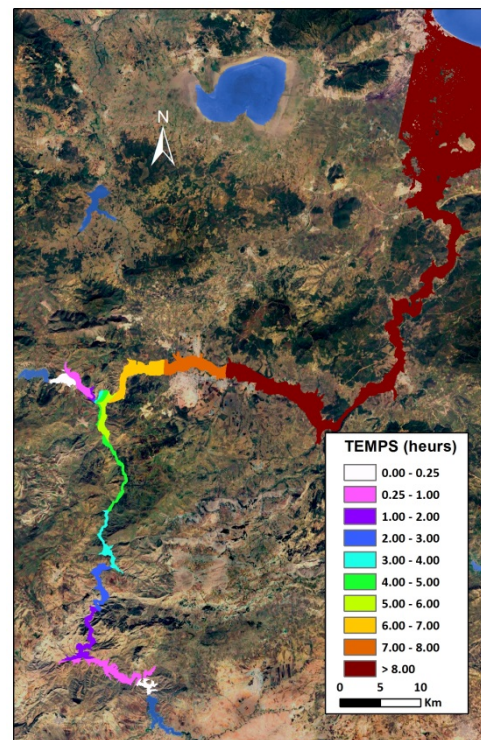 N
TEMPS (heurs)
0.00 - 0.25
0.25 - 1.00
1.00 - 2.00
2.00 - 3.00
3.00 - 4.00
4.00 - 5.00
5.00 - 6.00
6.00 - 7.00
7.00 - 8.00
> 8.00
0 5 10
Km